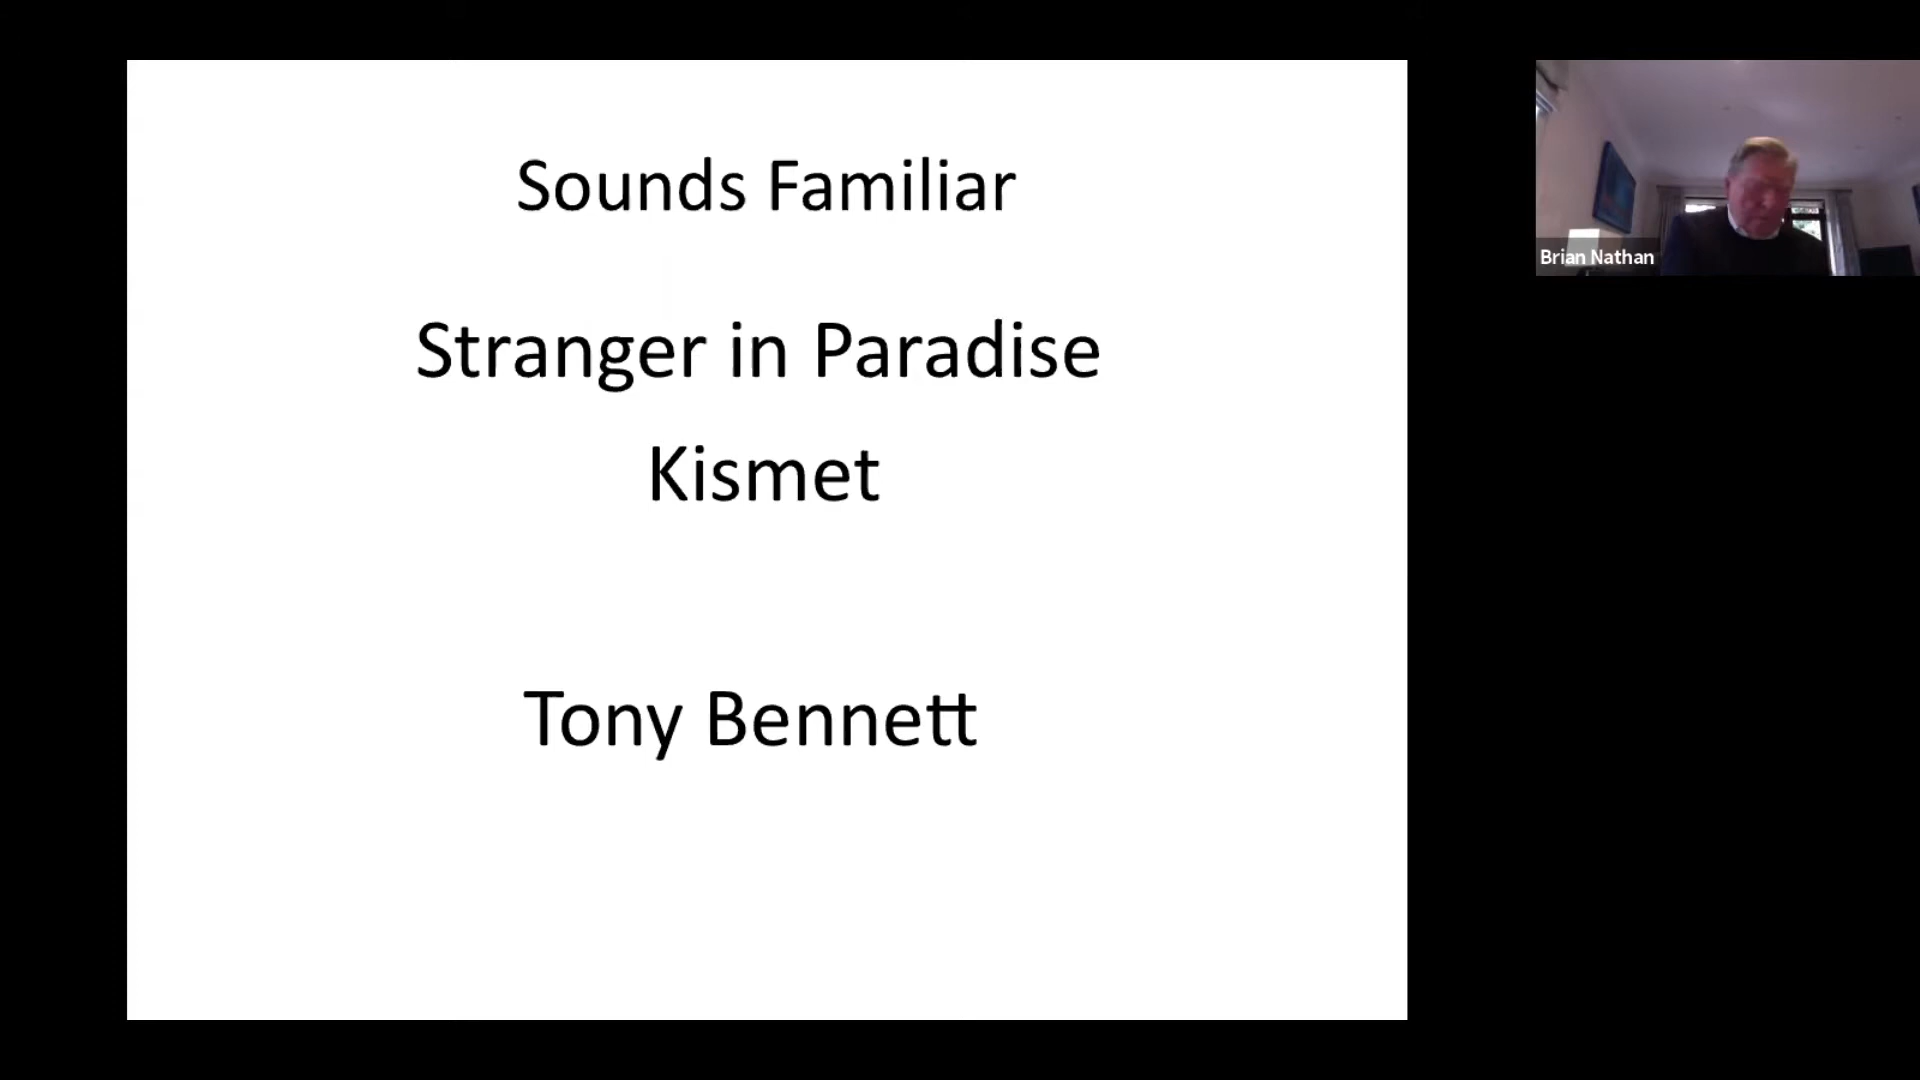 Sounds Familiar
Stranger in Paradise
Kismet
Tony Bennett
Brian Nathan